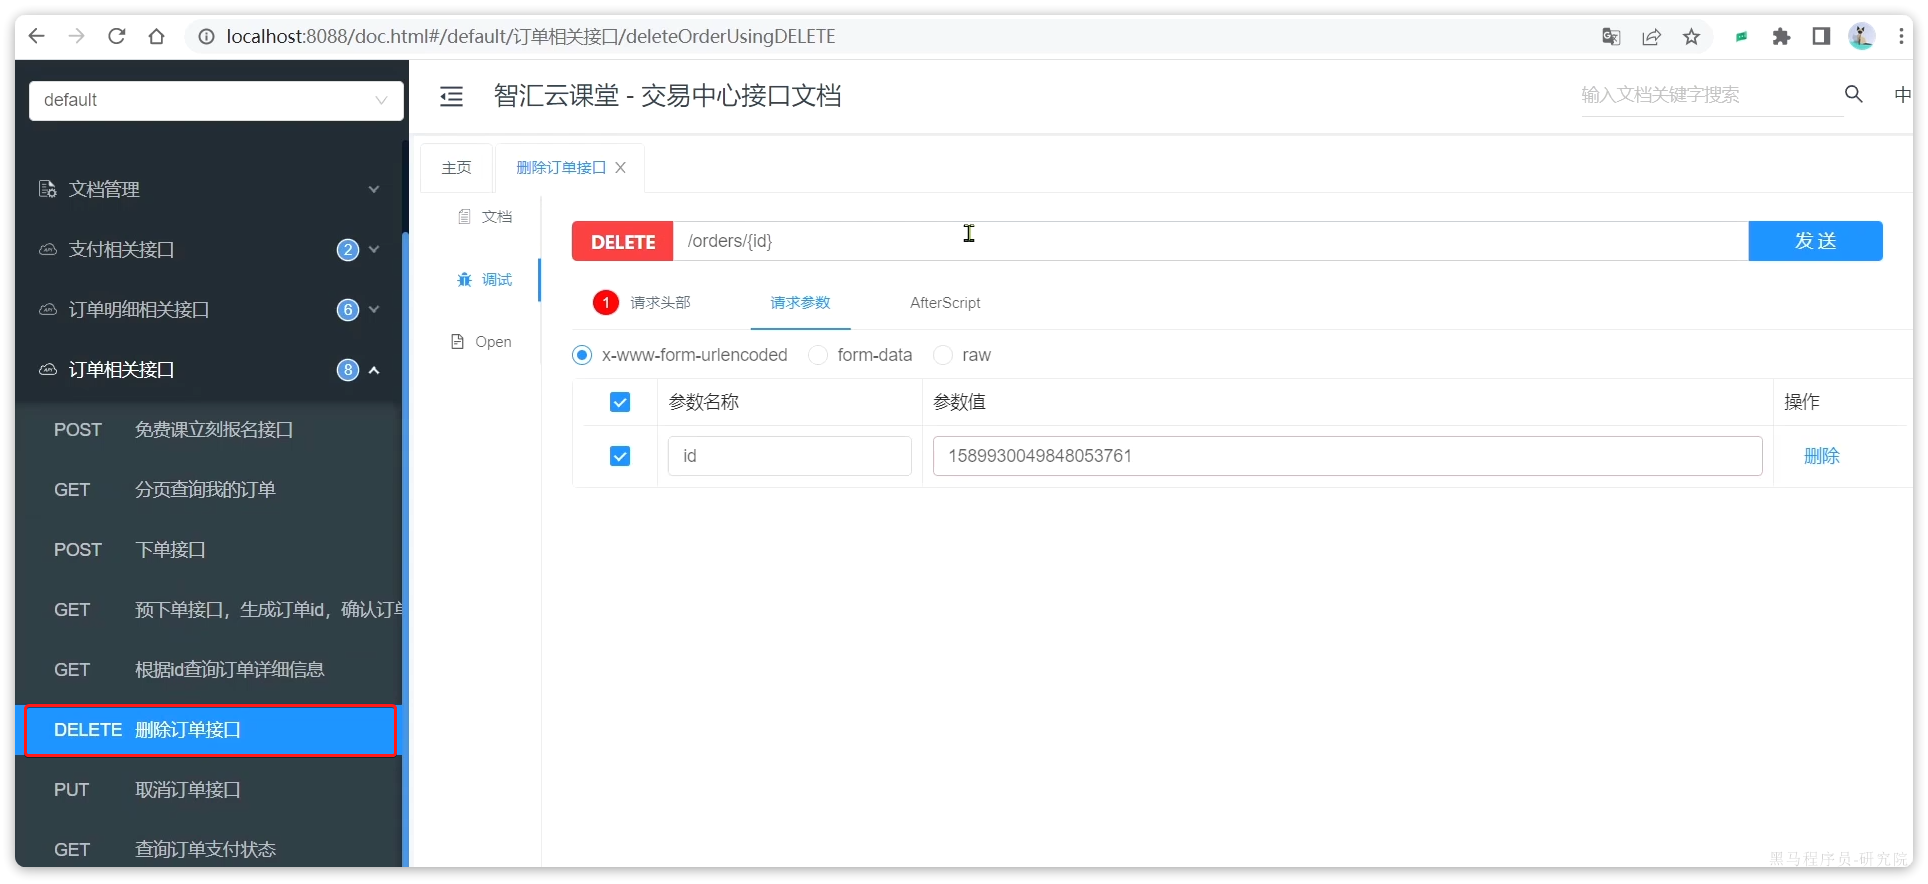 localhost:8088/doc.html#/default/订单相关接口/deleteOrderUsingDELETE
default
智汇云课堂 - 交易中心接口文档
输入文档关键字搜索
中
主页
删除订单接口
文档管理
支付相关接口 2
订单明细相关接口 6
订单相关接口 8
POST 免费课立刻报名接口
GET 分页查询我的订单
POST 下单接口
GET 预下单接口，生成订单id，确认订单
GET 根据id查询订单详细信息
DELETE 删除订单接口
PUT 取消订单接口
GET 查询订单支付状态
文档
调试
Open
DELETE /orders/{id} 发 送
1 请求头部 请求参数 AfterScript
x-www-form-urlencoded form-data raw
参数名称 参数值 操作
id 1589930049848053761 删除
黑马程序员-研究院